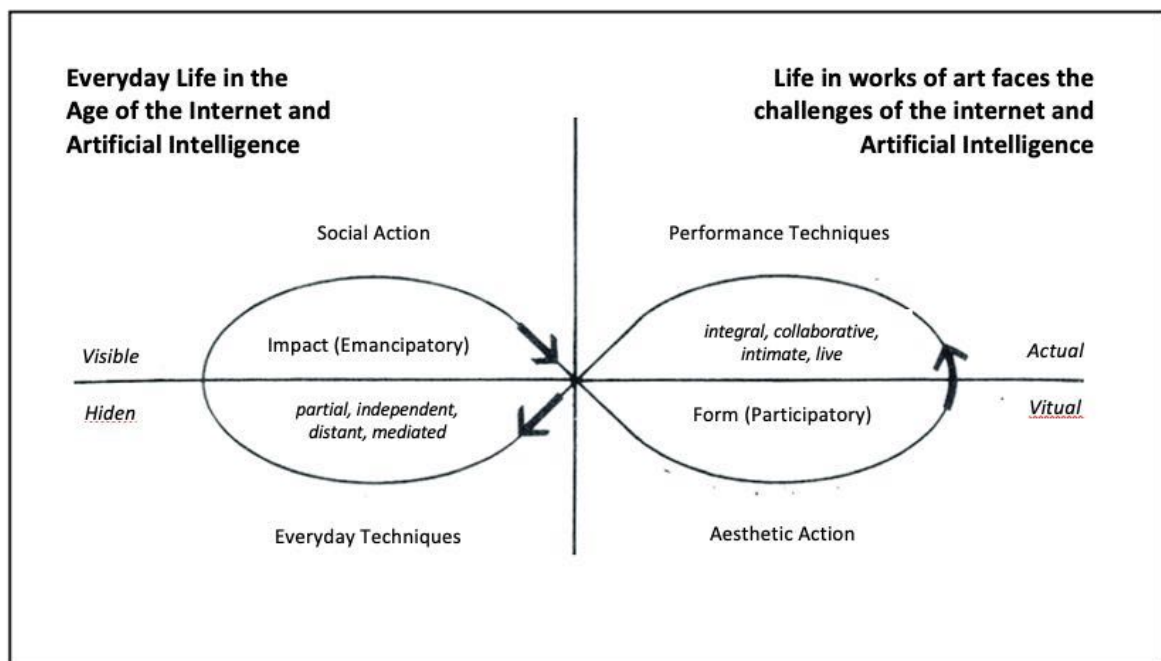 Everyday Life in the
Age of the Internet and
Artificial Intelligence
Life in works of art faces the
challenges of the internet and
Artificial Intelligence
Social Action
Performance Techniques
Impact (Emancipatory)
integral, collaborative,
intimate, live
Visible
Actual
Hiden
Vitual
partial, independent,
distant, mediated
Form (Participatory)
Everyday Techniques
Aesthetic Action